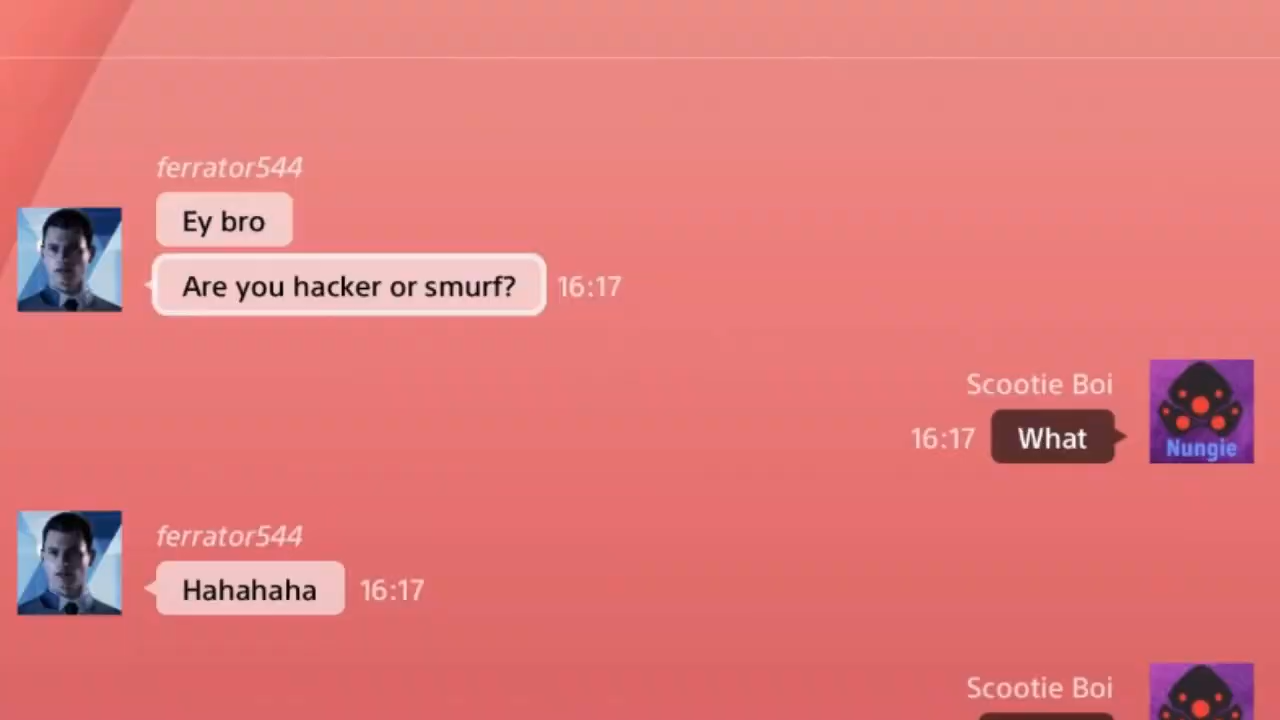 ferrator544
Ey bro
Are you hacker or smurf? 16:17
Scootie Boi
16:17 What
Nungie
ferrator544
Hahahaha 16:17
Scootie Boi